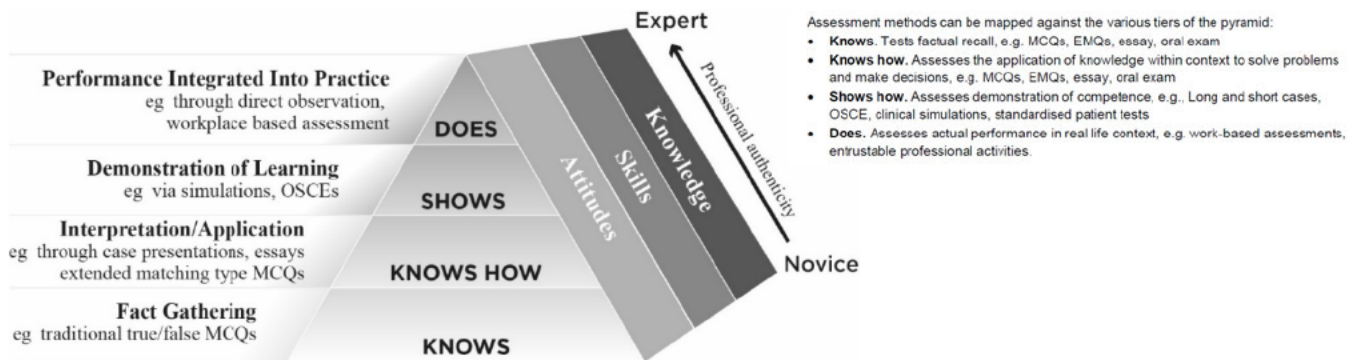 Expert
Performance Integrated Into Practice
eg through direct observation,
workplace based assessment
DOES
Demonstration of Learning
eg via simulations, OSCEs
SHOWS
Interpretation/Application
eg through case presentations, essays
extended matching type MCQs
KNOWS HOW
Fact Gathering
eg traditional true/false MCQs
KNOWS
Attitudes
Skills
Knowledge
Professional authenticity
Novice
Assessment methods can be mapped against the various tiers of the pyramid:
• Knows. Tests factual recall, e.g. MCQs, EMQs, essay, oral exam
• Knows how. Assesses the application of knowledge within context to solve problems
and make decisions, e.g. MCQs, EMQs, essay, oral exam
• Shows how. Assesses demonstration of competence, e.g., Long and short cases,
OSCE, clinical simulations, standardised patient tests
• Does. Assesses actual performance in real life context, e.g. work-based assessments,
entrustable professional activities.